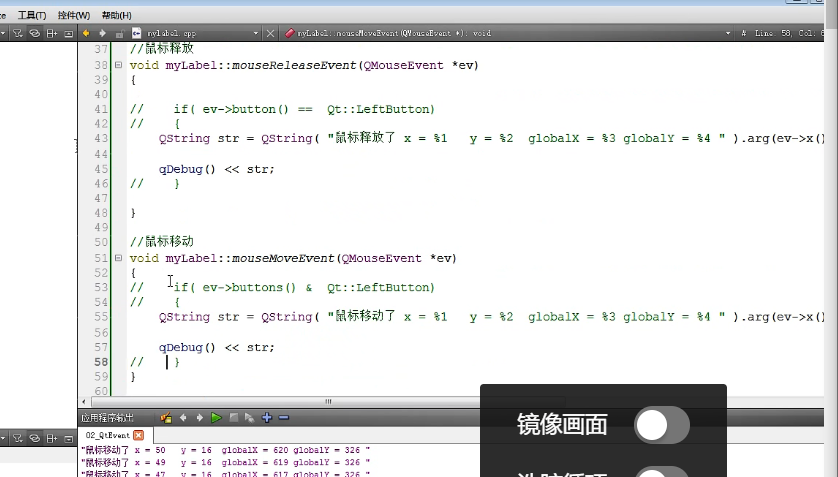 te 工具(T) 控件(W) 帮助(H)
mylabel.cpp myLabel::mouseMoveEvent(QMouseEvent *): void # Line: 58, Col: 6
37 //鼠标释放
38 void myLabel::mouseReleaseEvent(QMouseEvent *ev)
39 {
40
41 //    if( ev->button() ==  Qt::LeftButton)
42 //    {
43     QString str = QString( "鼠标释放了 x = %1   y = %2  globalX = %3 globalY = %4 " ).arg(ev->x()
44
45     qDebug() << str;
46 //    }
47
48 }
49
50 //鼠标移动
51 void myLabel::mouseMoveEvent(QMouseEvent *ev)
52 {
53 //    if( ev->buttons() &  Qt::LeftButton)
54 //    {
55     QString str = QString( "鼠标移动了 x = %1   y = %2  globalX = %3 globalY = %4 " ).arg(ev->x()
56
57     qDebug() << str;
58 //    }
59 }
60
应用程序输出
02_QtEvent
"鼠标移动了 x = 50   y = 16  globalX = 620 globalY = 326 "
"鼠标移动了 x = 49   y = 16  globalX = 619 globalY = 326 "
"鼠标移动了 x = 47   y = 16  globalX = 617 globalY = 326 "
镜像画面
洗脑循环